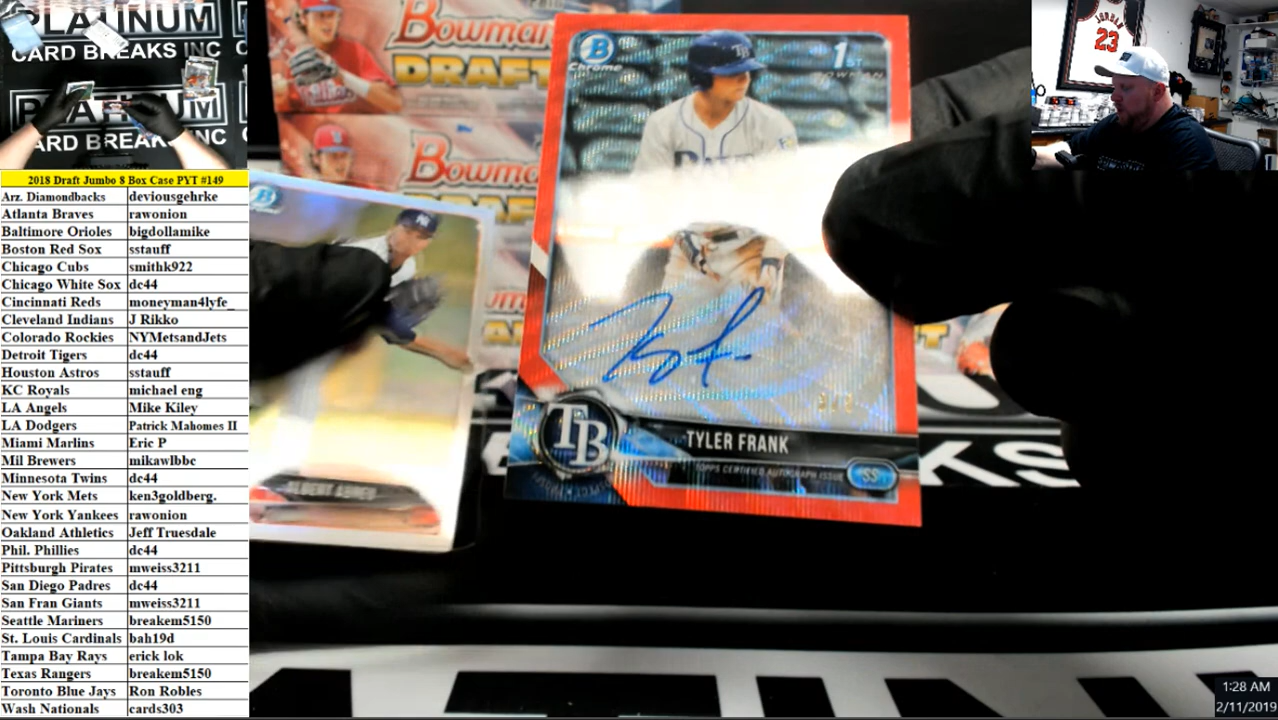 PLATINUM
CARD BREAKS INC
PLATINUM
CARD BREAKS INC
2018 Draft Jumbo 8 Box Case PYT #149
Arz. Diamondbacks deviousgehrke
Atlanta Braves rawonion
Baltimore Orioles bigdollamike
Boston Red Sox sstauff
Chicago Cubs smithk922
Chicago White Sox dc44
Cincinnati Reds moneyman4lyfe_
Cleveland Indians J Rikko
Colorado Rockies NYMetsandJets
Detroit Tigers dc44
Houston Astros sstauff
KC Royals michael eng
LA Angels Mike Kiley
LA Dodgers Patrick Mahomes II
Miami Marlins Eric P
Mil Brewers mikawlbbc
Minnesota Twins dc44
New York Mets ken3goldberg.
New York Yankees rawonion
Oakland Athletics Jeff Truesdale
Phil. Phillies dc44
Pittsburgh Pirates mweiss3211
San Diego Padres dc44
San Fran Giants mweiss3211
Seattle Mariners breakem5150
St. Louis Cardinals bah19d
Tampa Bay Rays erick lok
Texas Rangers breakem5150
Toronto Blue Jays Ron Robles
Wash Nationals cards303
Bowman
DRAFT
Bowman
B
Chrome
1ST
BOWMAN
TB
TYLER FRANK
TOPPS CERTIFIED AUTOGRAPH ISSUE
SS
ALBERT ABREU
KS
JORDAN
23
1:28 AM
2/11/2019